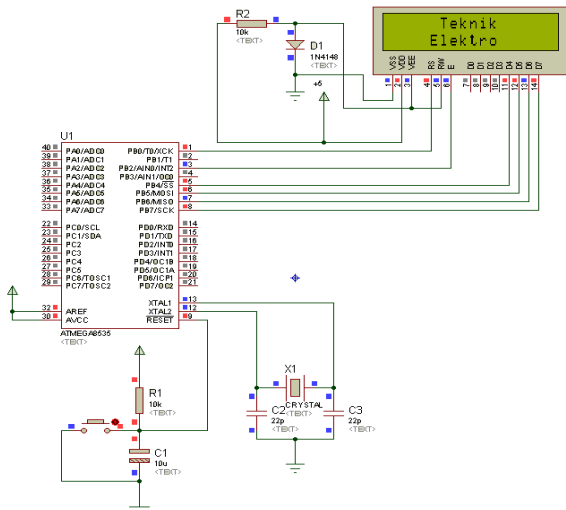 R2
10k
<TEXT>
D1
1N4148
<TEXT>
+5
Teknik
Elektro
VSS
VDD
VEE
RS
RW
E
D0
D1
D2
D3
D4
D5
D6
D7
1
2
3
4
5
6
7
8
9
10
11
12
13
14
U1
40 PA0/ADC0 PB0/T0/XCK 1
39 PA1/ADC1 PB1/T1 2
38 PA2/ADC2 PB2/AIN0/INT2 3
37 PA3/ADC3 PB3/AIN1/OC0 4
36 PA4/ADC4 PB4/SS 5
35 PA5/ADC5 PB5/MOSI 6
34 PA6/ADC6 PB6/MISO 7
33 PA7/ADC7 PB7/SCK 8
22 PC0/SCL PD0/RXD 14
23 PC1/SDA PD1/TXD 15
24 PC2 PD2/INT0 16
25 PC3 PD3/INT1 17
26 PC4 PD4/OC1B 18
27 PC5 PD5/OC1A 19
28 PC6/TOSC1 PD6/ICP1 20
29 PC7/TOSC2 PD7/OC2 21
XTAL1 13
32 AREF XTAL2 12
30 AVCC RESET 9
ATMEGA8535
<TEXT>
R1
10k
<TEXT>
C1
10u
<TEXT>
X1
CRYSTAL
<TEXT>
C2
22p
<TEXT>
C3
22p
<TEXT>